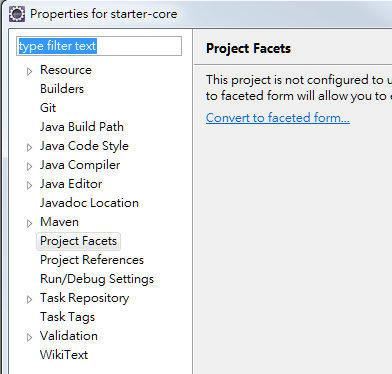 Properties for starter-core
type filter text
Resource
Builders
Git
Java Build Path
Java Code Style
Java Compiler
Java Editor
Javadoc Location
Maven
Project Facets
Project References
Run/Debug Settings
Task Repository
Task Tags
Validation
WikiText
Project Facets
This project is not configured to
to faceted form will allow you to
Convert to faceted form...